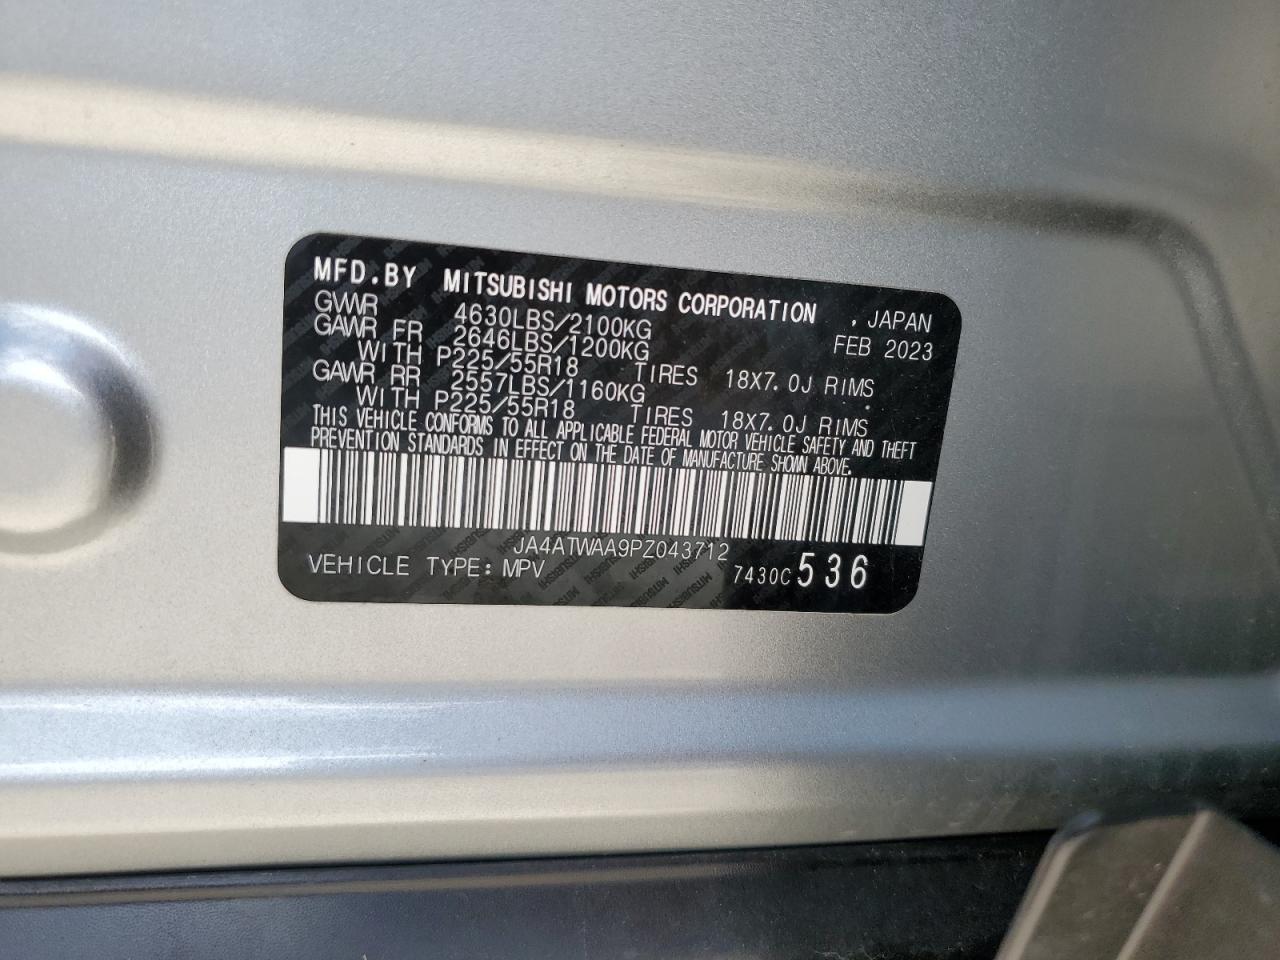 MFD.BY MITSUBISHI MOTORS CORPORATION , JAPAN
GVWR 4630LBS/2100KG FEB 2023
GAWR FR 2646LBS/1200KG
WITH P225/55R18 TIRES 18X7.0J RIMS
GAWR RR 2557LBS/1160KG
WITH P225/55R18 TIRES 18X7.0J RIMS
THIS VEHICLE CONFORMS TO ALL APPLICABLE FEDERAL MOTOR VEHICLE SAFETY AND THEFT
PREVENTION STANDARDS IN EFFECT ON THE DATE OF MANUFACTURE SHOWN ABOVE.
JA4ATWAA9PZ043712
VEHICLE TYPE: MPV 7430C 536